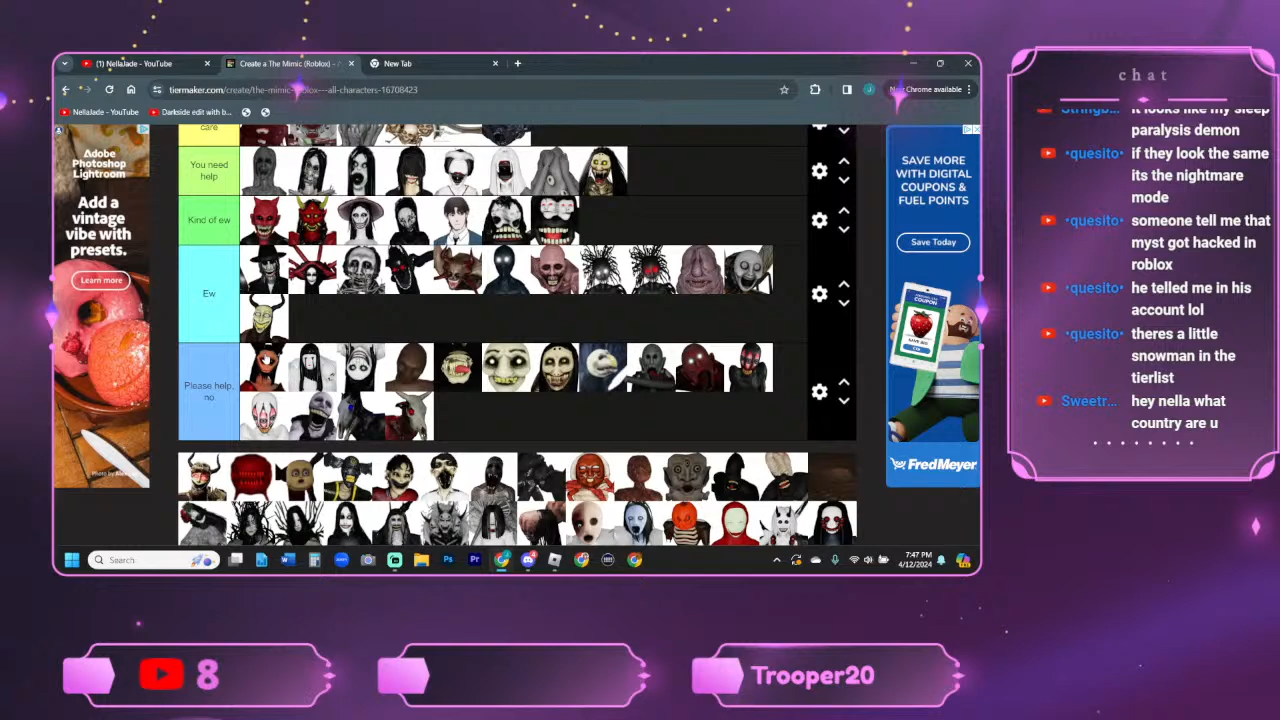 (1) NellaJade - YouTube
Create a The Mimic (Roblox) -
New Tab
tiermaker.com/create/the-mimic-roblox---all-characters-16708423
New Chrome available
NellaJade - YouTube
Darkside edit with b...
chat
it looks like my sleep
paralysis demon
•quesito• if they look the same
its the nightmare
mode
•quesito• someone tell me that
myst got hacked in
roblox
•quesito• he telled me in his
account lol
•quesito• theres a little
snowman in the
tierlist
Sweetr... hey nella what
country are u
care
You need
help
Kind of ew
Ew
Please help,
no
Adobe
Photoshop
Lightroom
Add a
vintage
vibe with
presets.
Learn more
SAVE MORE
WITH DIGITAL
COUPONS &
FUEL POINTS
Save Today
FredMeyer
Search
7:47 PM
4/12/2024
8
Trooper20